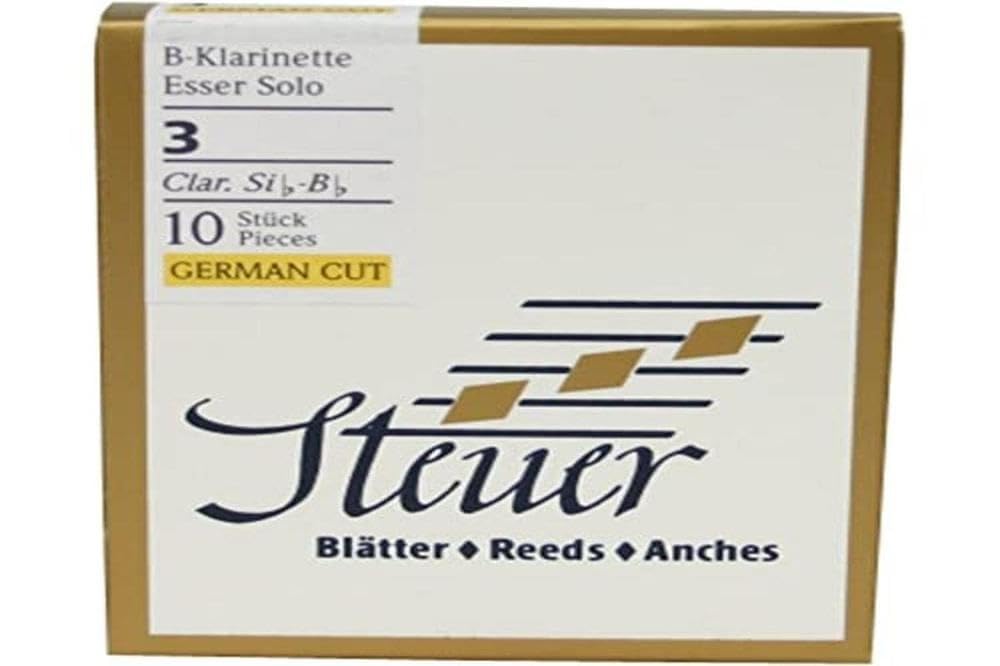 B-Klarinette
Esser Solo
3
Clar. Si♭-B♭
10 Stück
Pieces
GERMAN CUT
Steuer
Blätter ♦ Reeds ♦ Anches